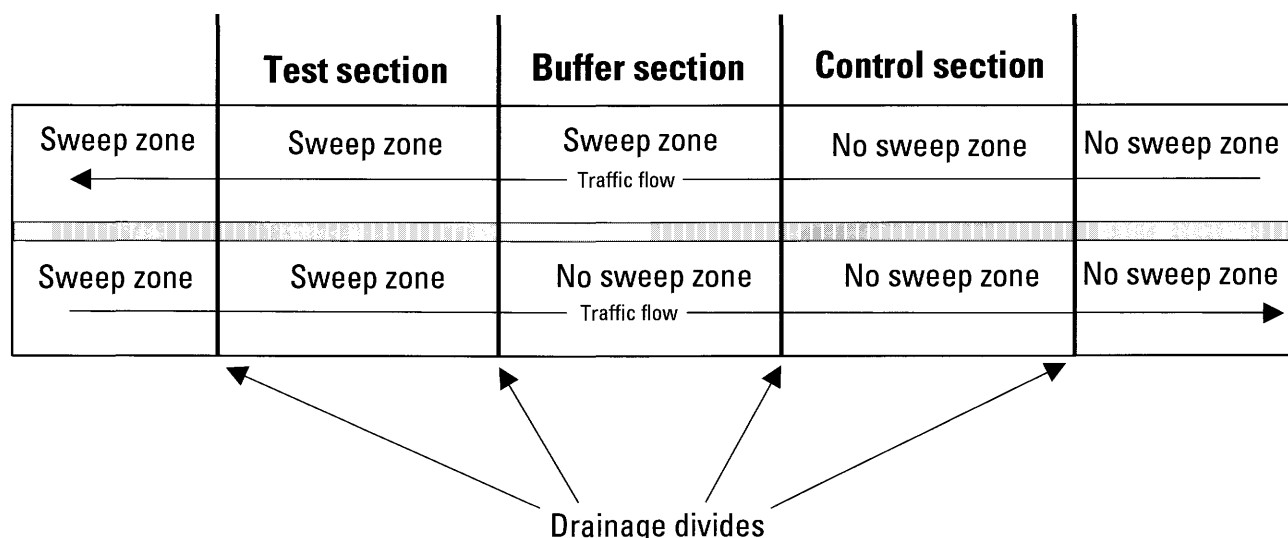 Test section
Buffer section
Control section
Sweep zone
Sweep zone
Sweep zone
No sweep zone
No sweep zone
Traffic flow
Sweep zone
Sweep zone
No sweep zone
No sweep zone
No sweep zone
Traffic flow
Drainage divides